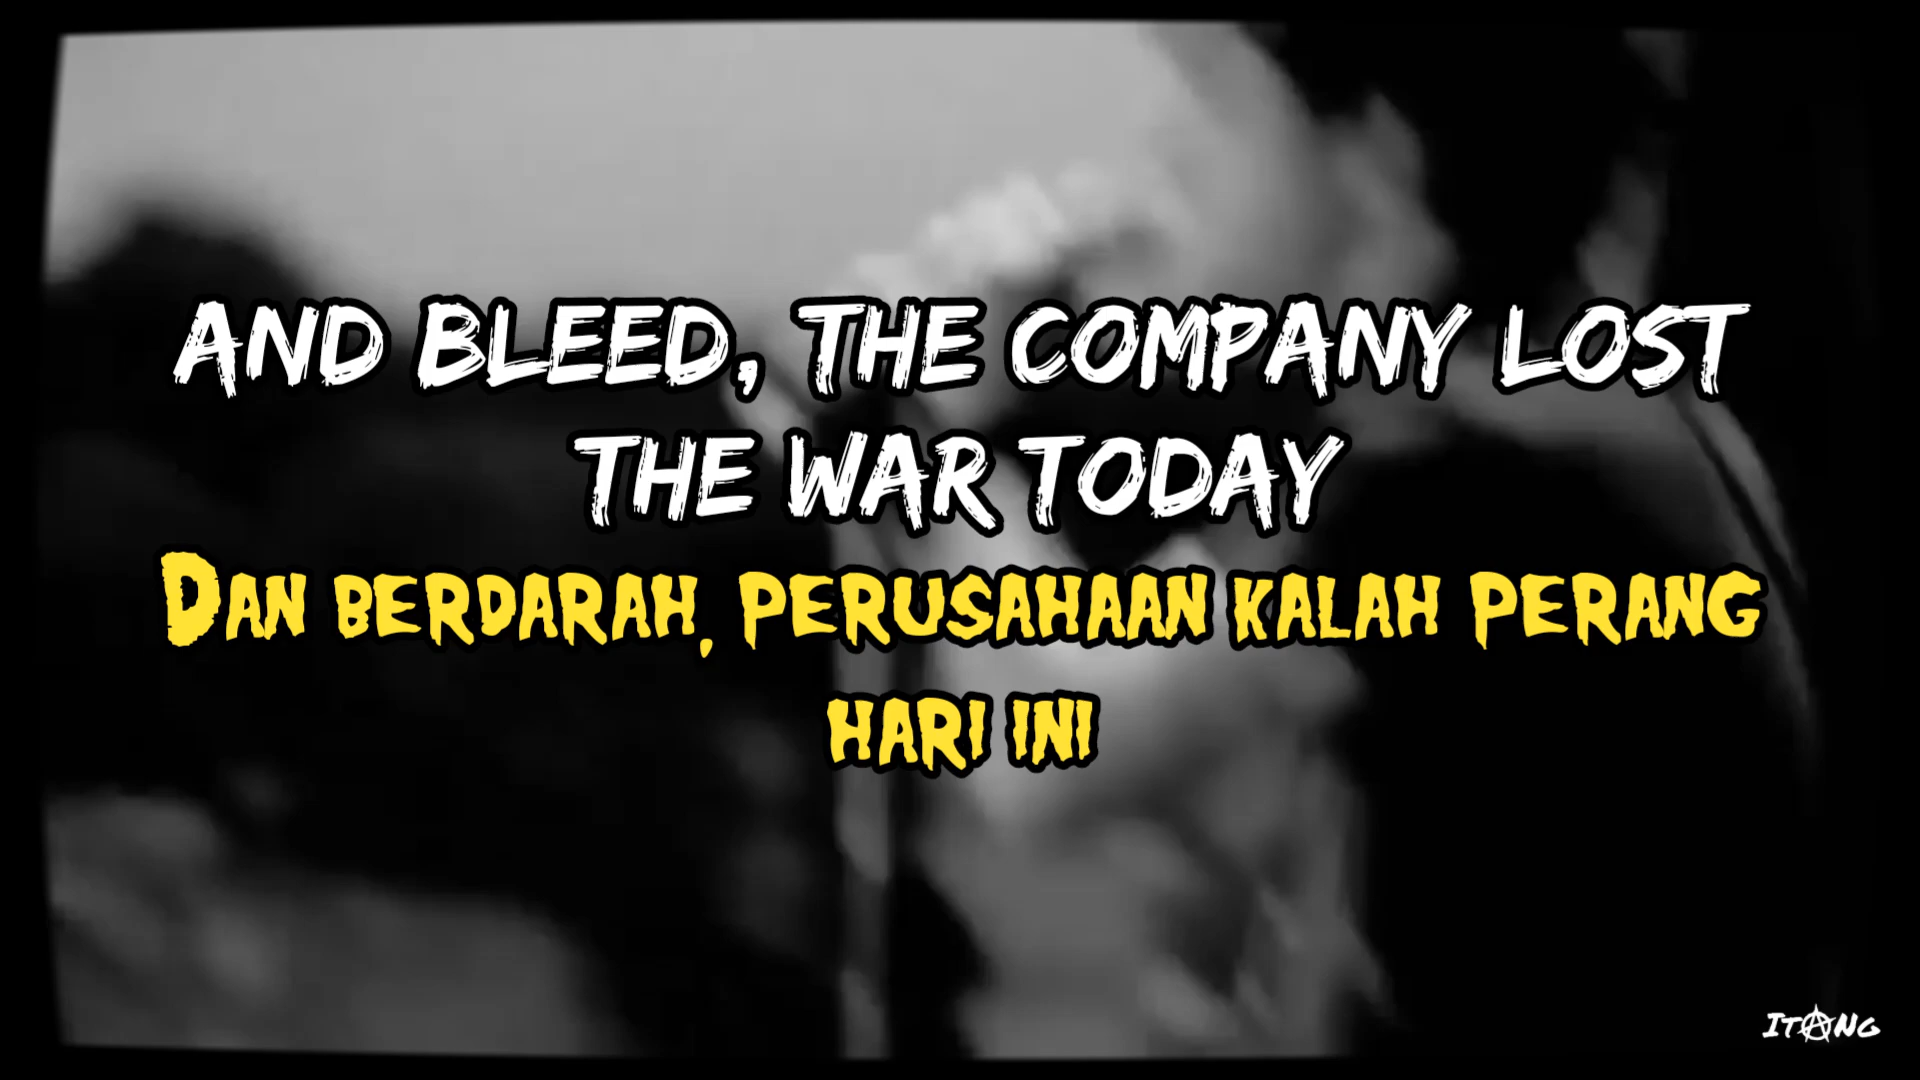 AND BLEED, THE COMPANY LOST
THE WAR TODAY
DAN BERDARAH, PERUSAHAAN KALAH PERANG
HARI INI
ITANG